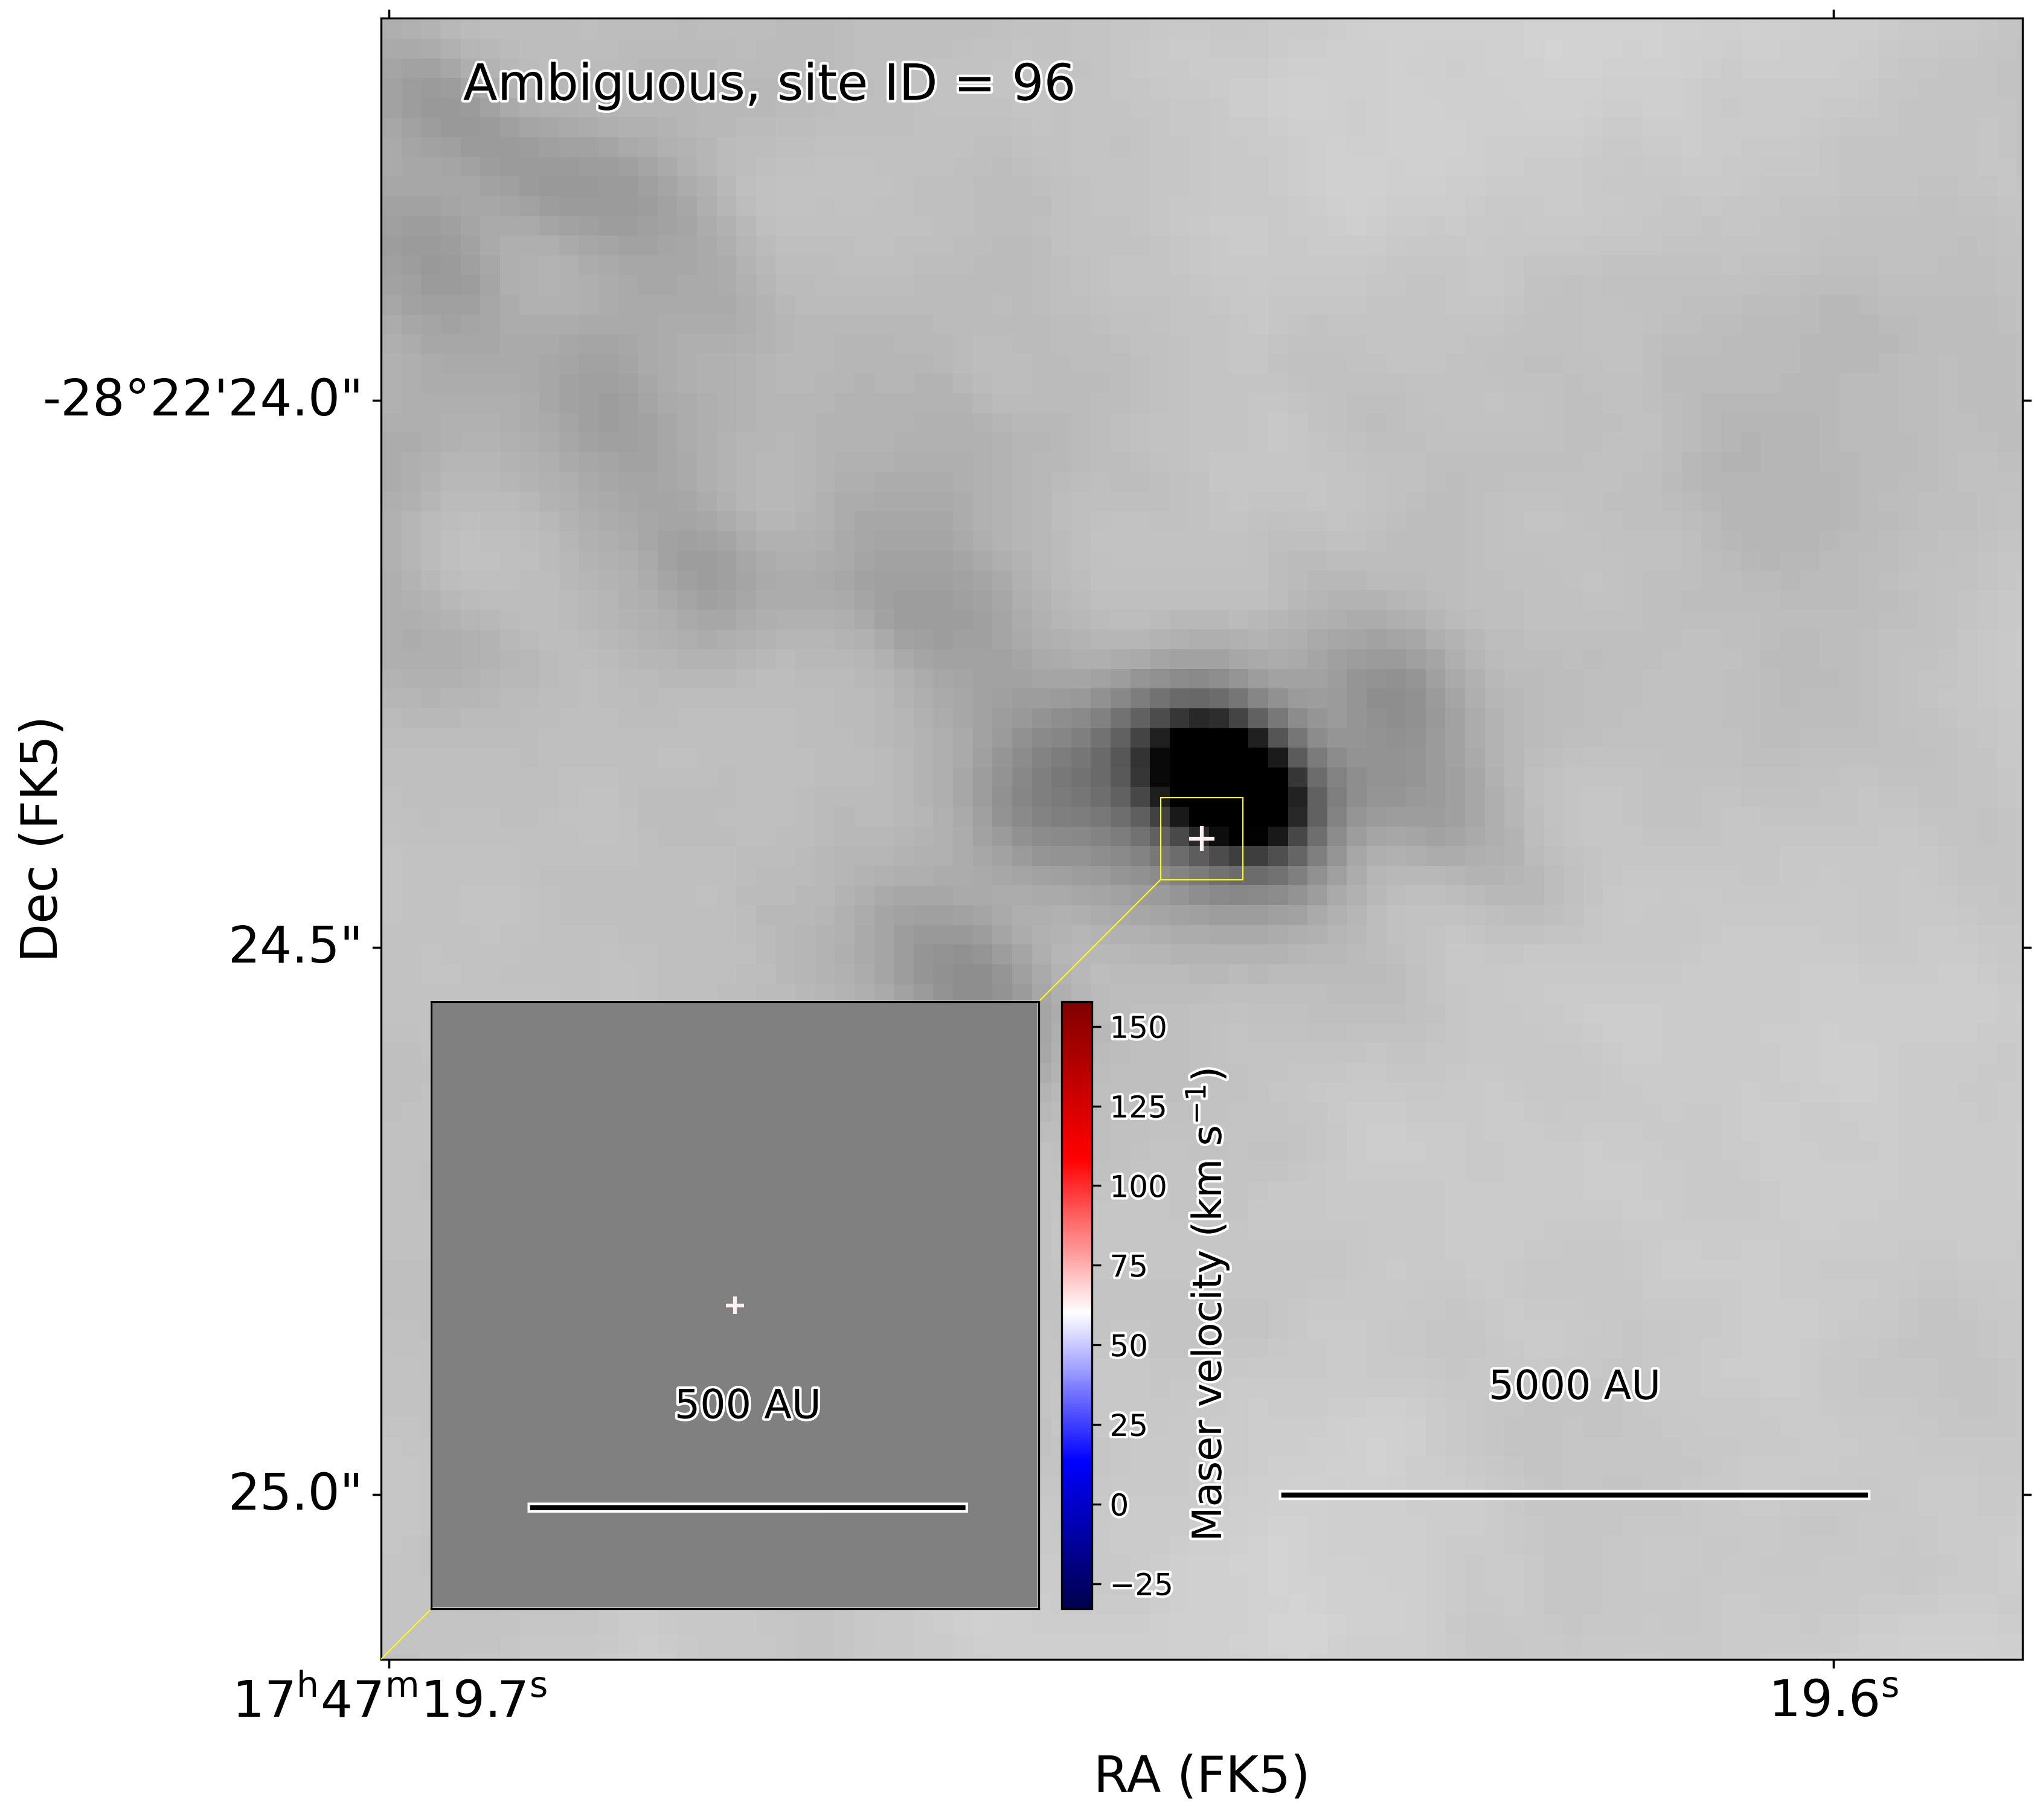 Ambiguous, site ID = 96
-28°22'24.0"
24.5"
25.0"
Dec (FK5)
17ʰ47ᵐ19.7ˢ
19.6ˢ
RA (FK5)
500 AU
5000 AU
150
125
100
75
50
25
0
−25
Maser velocity (km s⁻¹)